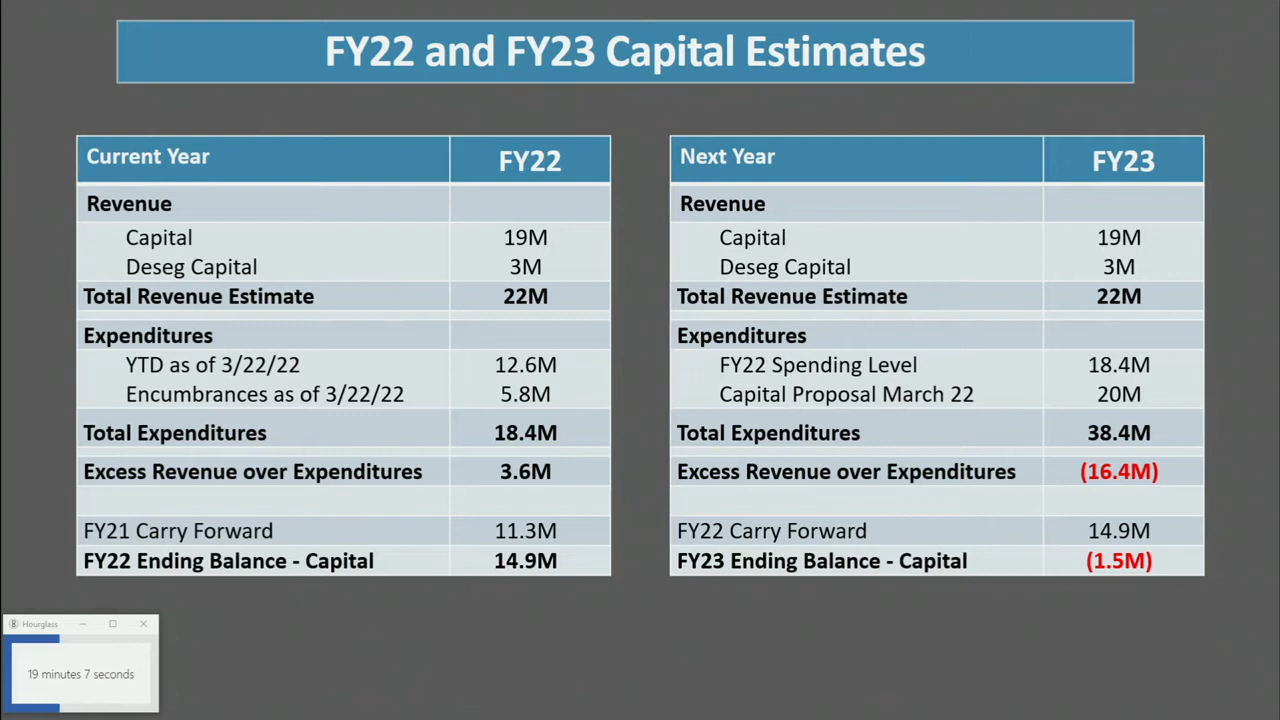 FY22 and FY23 Capital Estimates
Current Year FY22
Revenue
Capital 19M
Deseg Capital 3M
Total Revenue Estimate 22M
Expenditures
YTD as of 3/22/22 12.6M
Encumbrances as of 3/22/22 5.8M
Total Expenditures 18.4M
Excess Revenue over Expenditures 3.6M
FY21 Carry Forward 11.3M
FY22 Ending Balance - Capital 14.9M
Next Year FY23
Revenue
Capital 19M
Deseg Capital 3M
Total Revenue Estimate 22M
Expenditures
FY22 Spending Level 18.4M
Capital Proposal March 22 20M
Total Expenditures 38.4M
Excess Revenue over Expenditures (16.4M)
FY22 Carry Forward 14.9M
FY23 Ending Balance - Capital (1.5M)
Hourglass
19 minutes 7 seconds